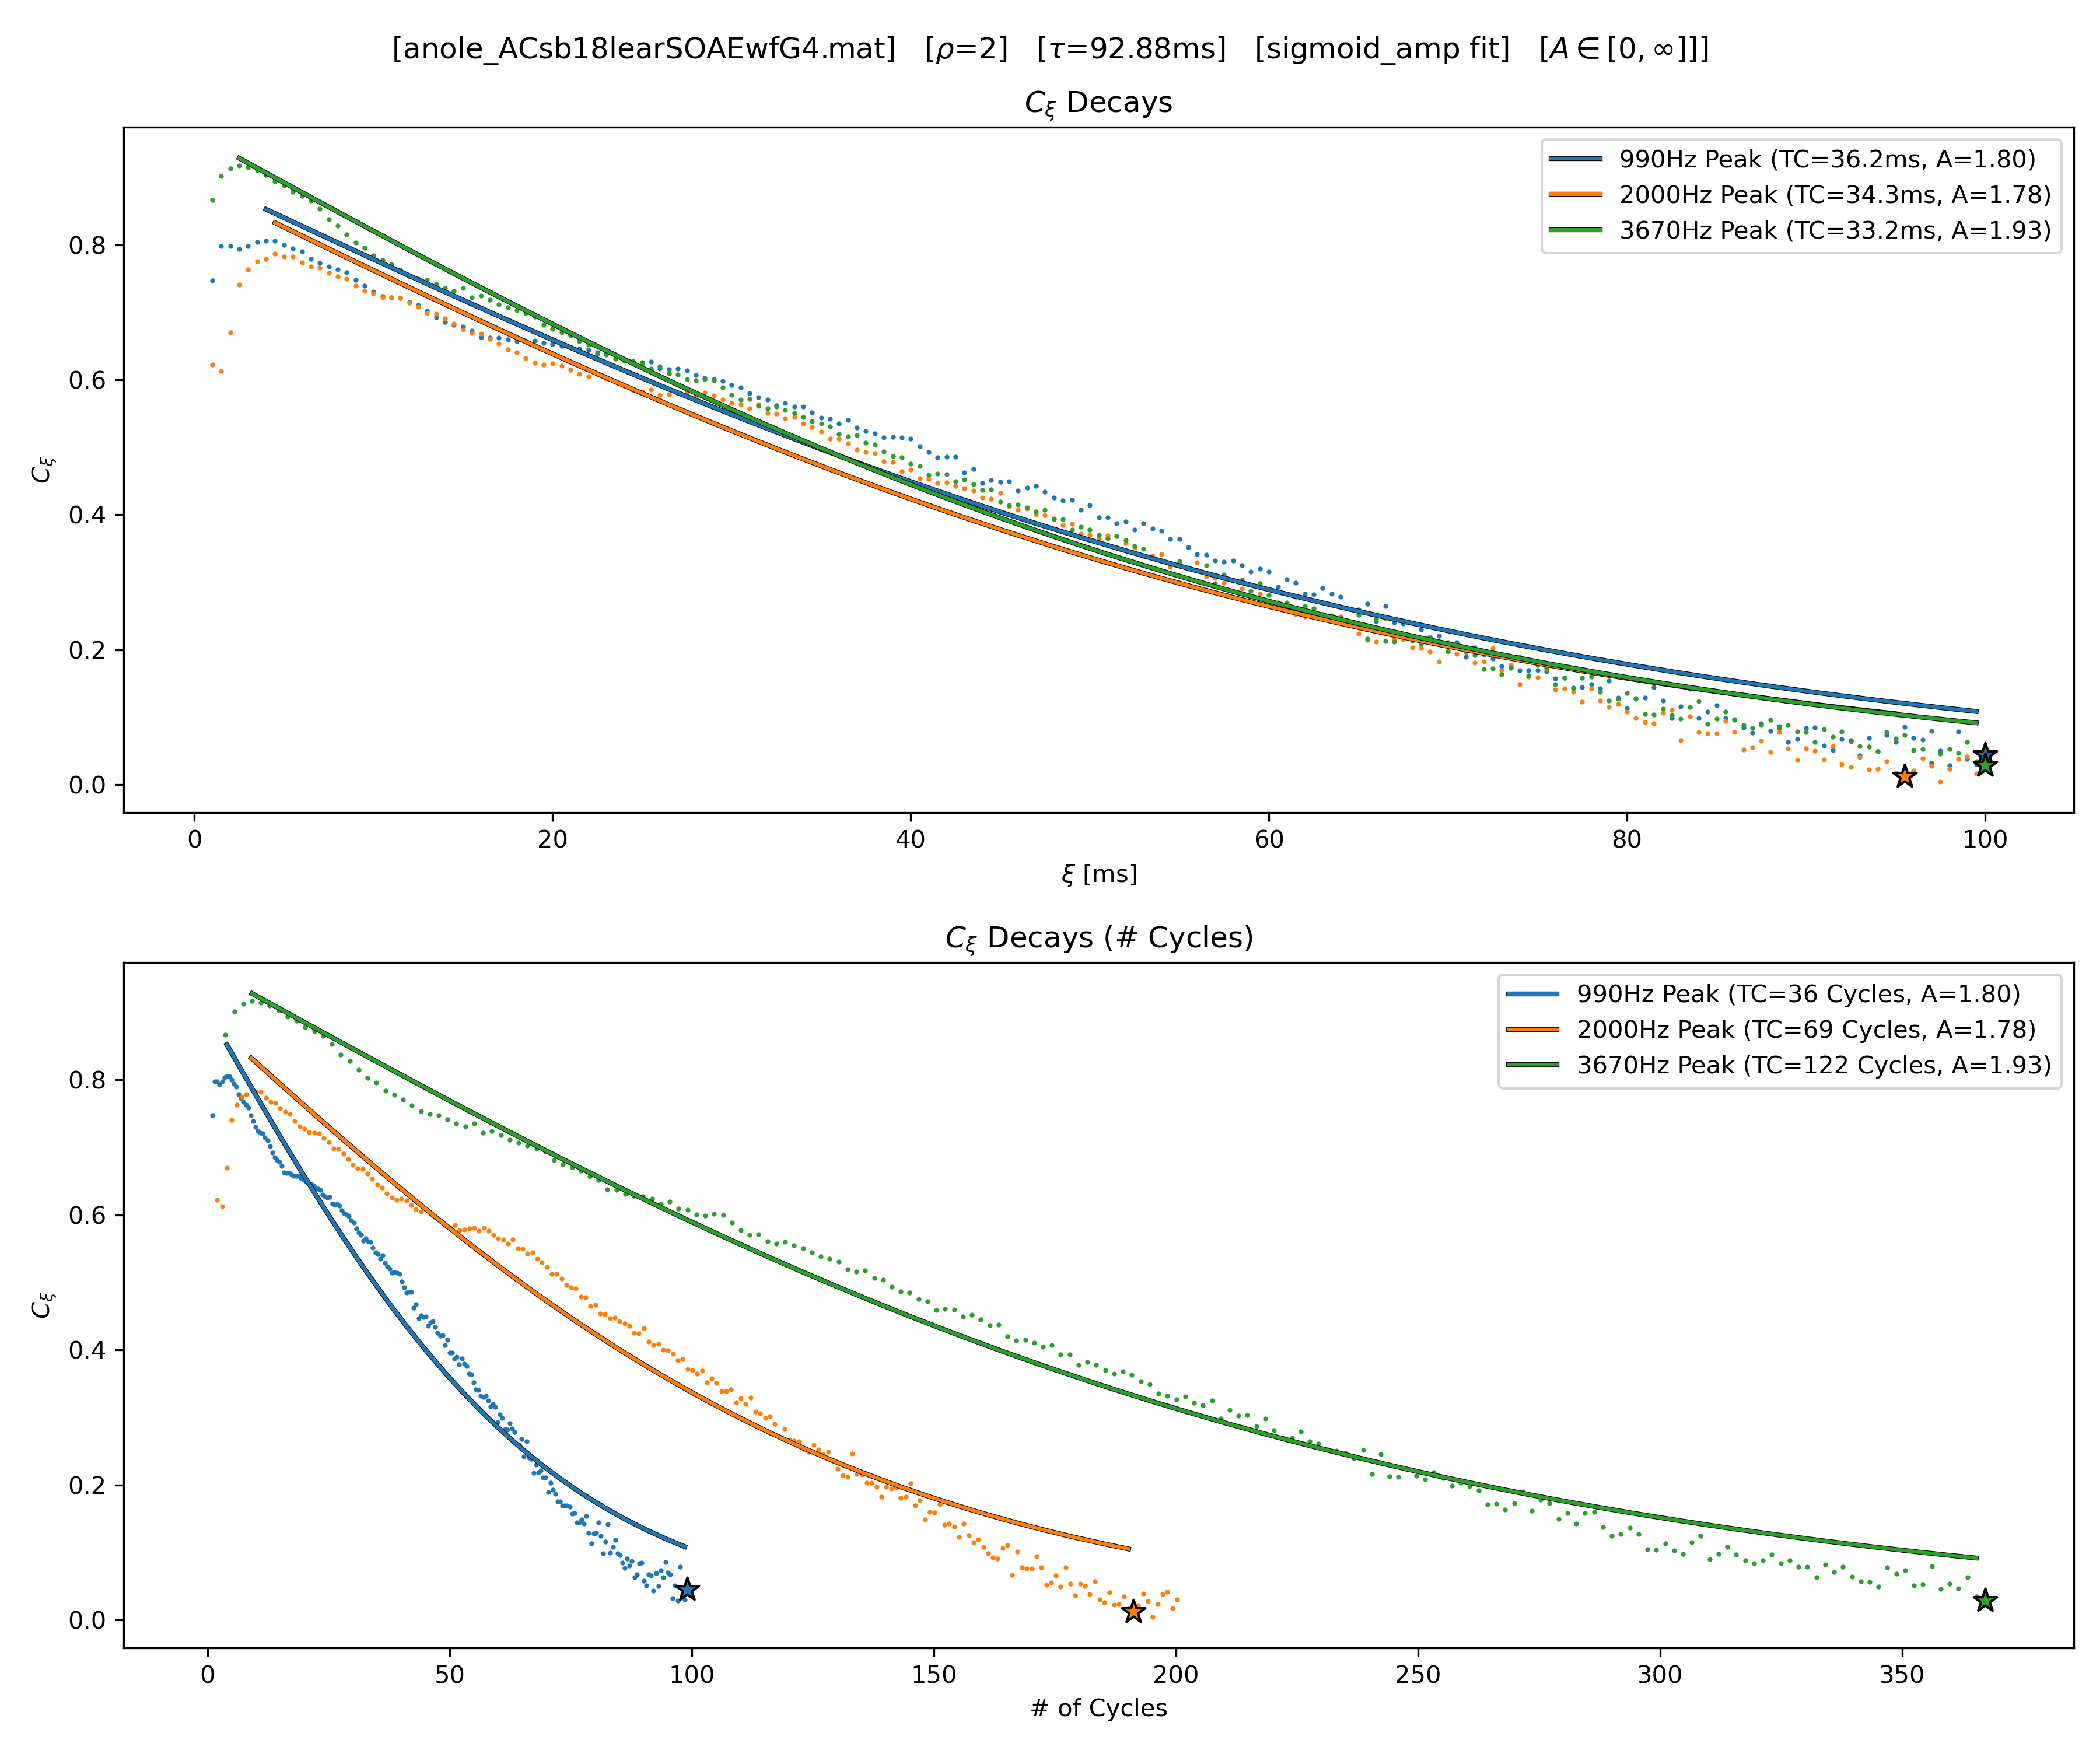 [anole_ACsb18learSOAEwfG4.mat] [ρ=2] [τ=92.88ms] [sigmoid_amp fit] [A ∈ [0, ∞]]]
C_ξ Decays
990Hz Peak (TC=36.2ms, A=1.80)
2000Hz Peak (TC=34.3ms, A=1.78)
3670Hz Peak (TC=33.2ms, A=1.93)
0.8
0.6
0.4
0.2
0.0
C_ξ
0 20 40 60 80 100
ξ [ms]
C_ξ Decays (# Cycles)
990Hz Peak (TC=36 Cycles, A=1.80)
2000Hz Peak (TC=69 Cycles, A=1.78)
3670Hz Peak (TC=122 Cycles, A=1.93)
0.8
0.6
0.4
0.2
0.0
C_ξ
0 50 100 150 200 250 300 350
# of Cycles